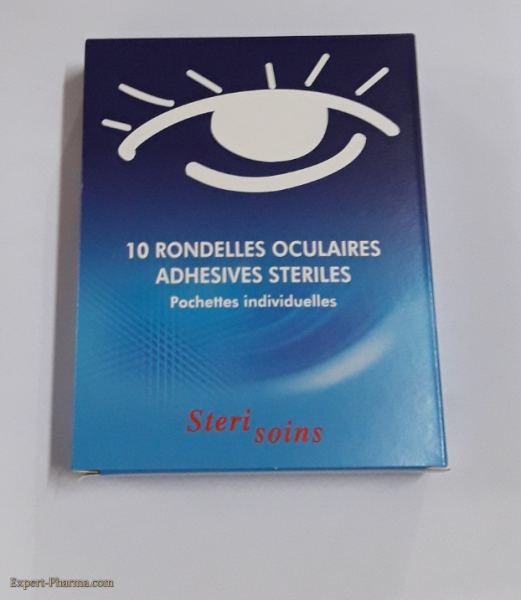 10 RONDELLES OCULAIRES
ADHESIVES STERILES
Pochettes individuelles
Steri
soins
Expert-Pharma.com